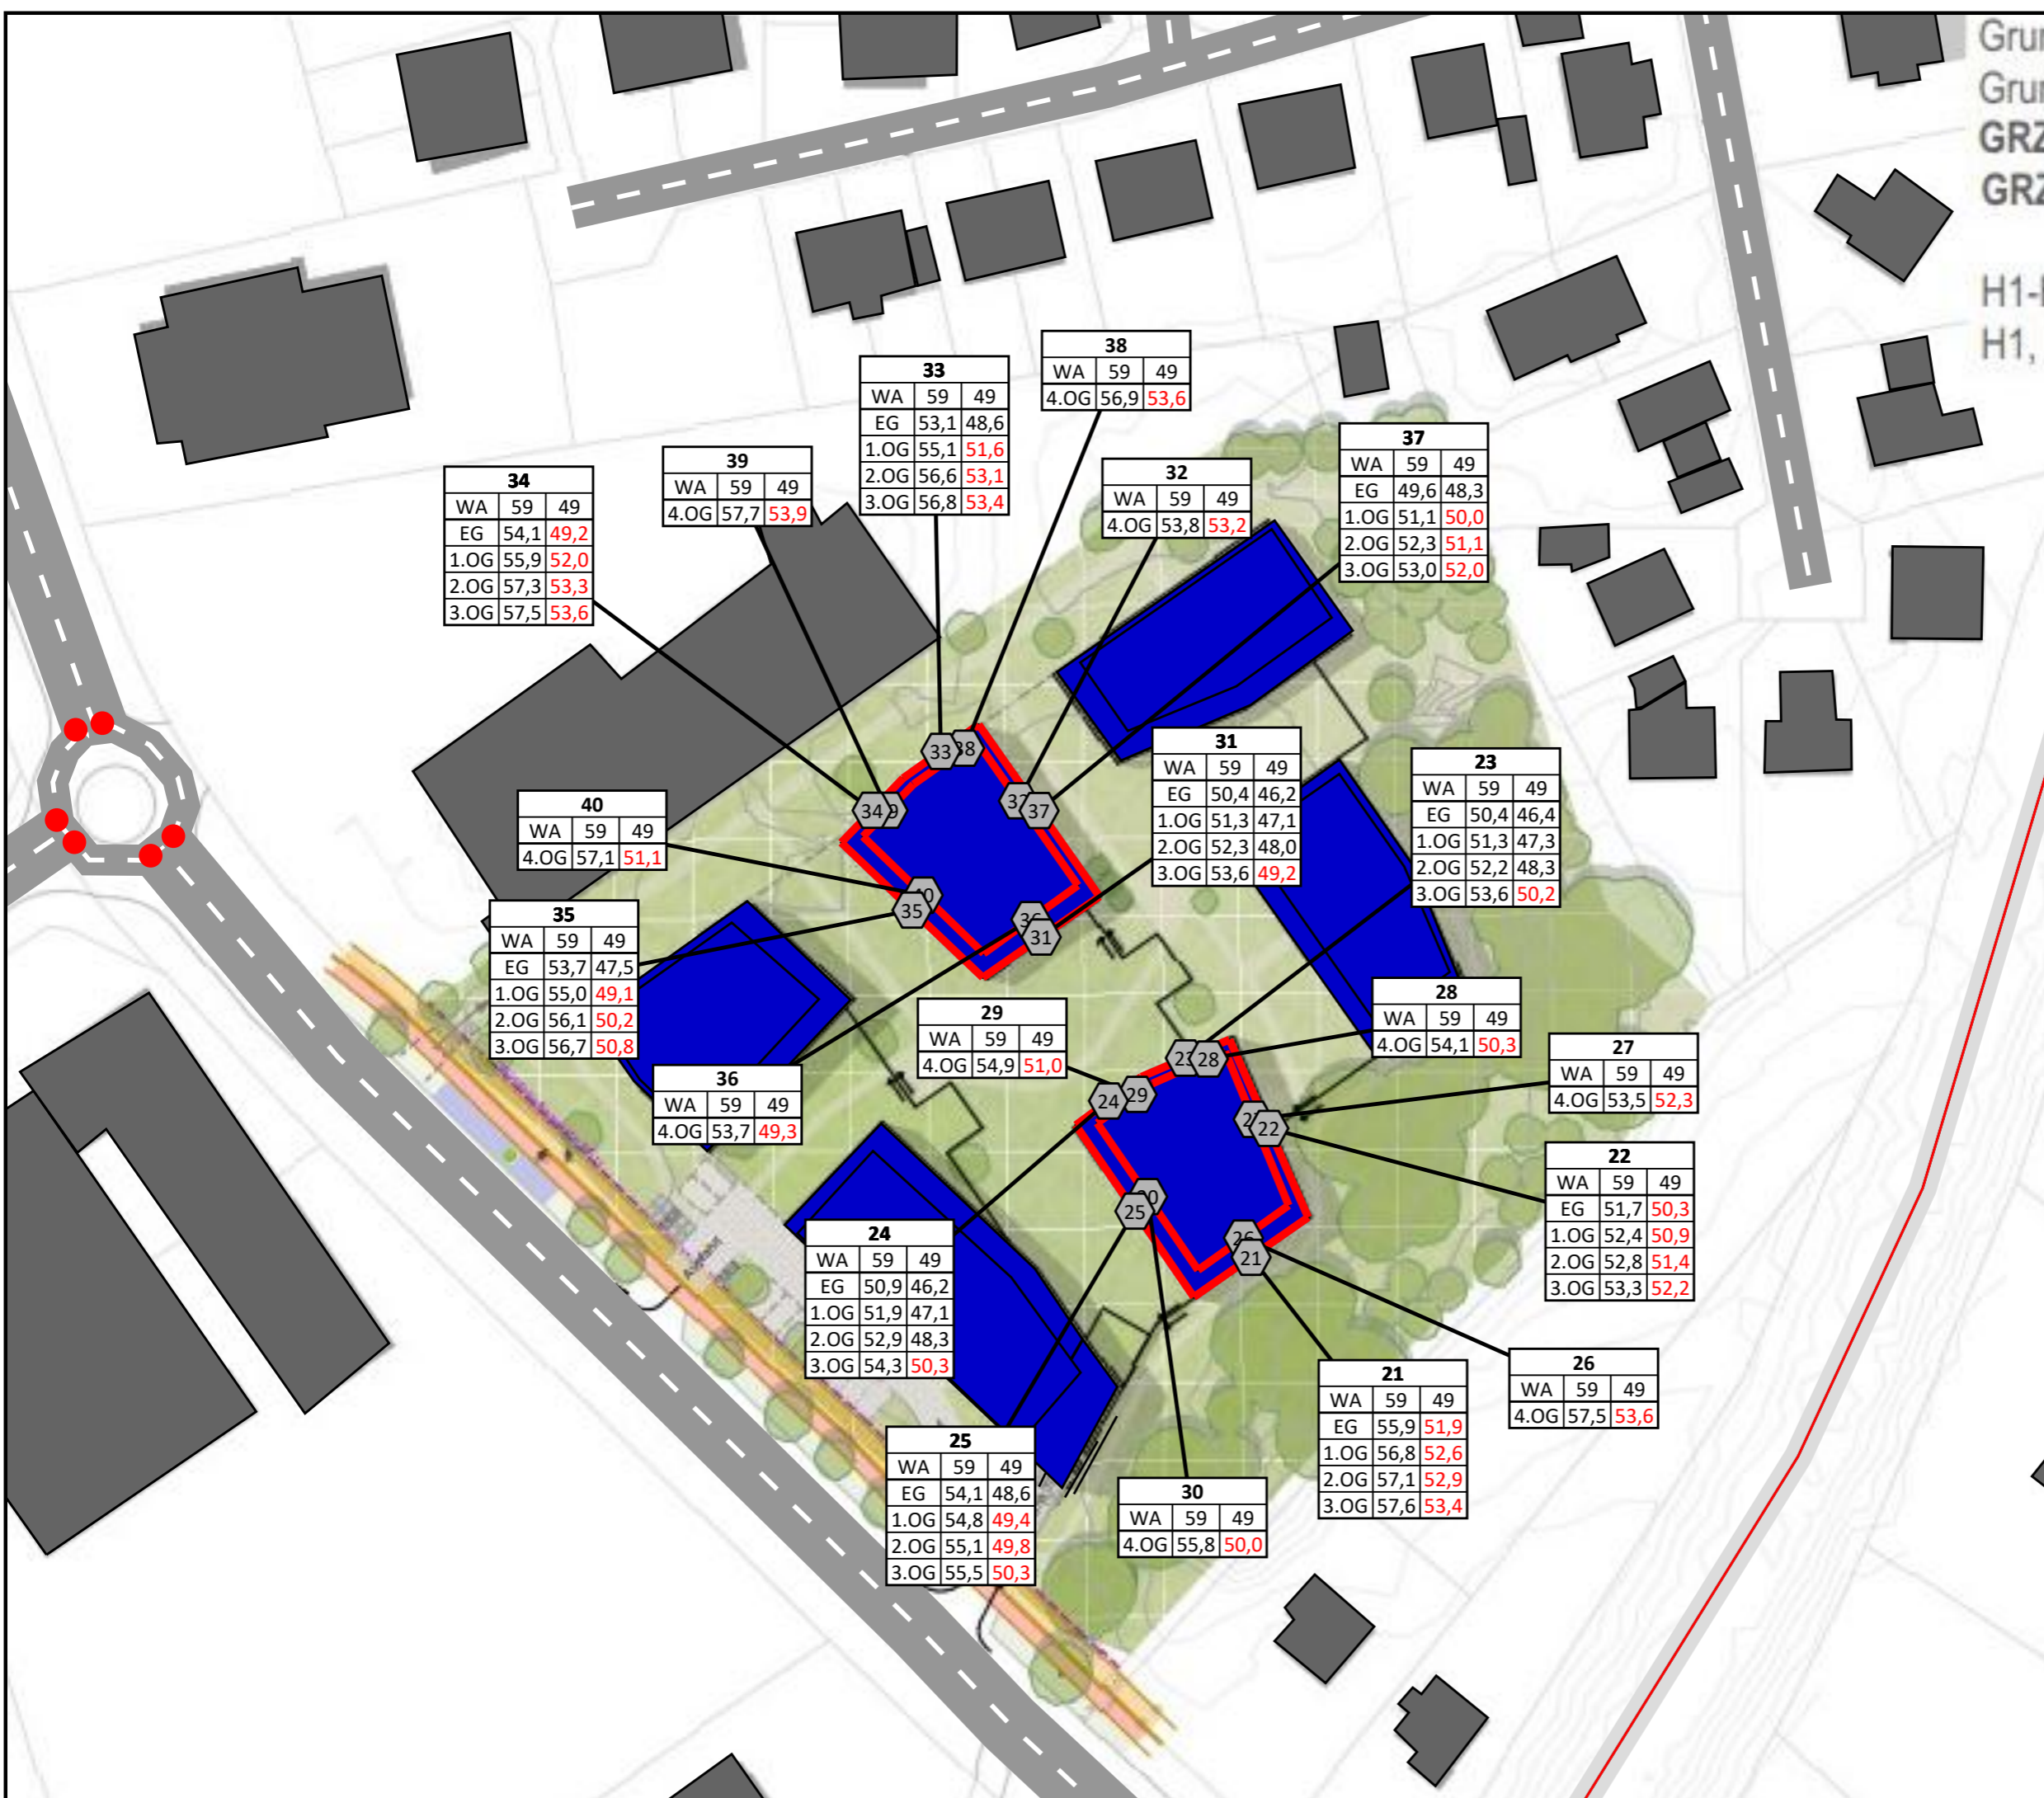 Grun
Grun
GRZ
GRZ
H1-
H1,
38
WA 59 49
4.OG 56,9 53,6
33
WA 59 49
EG 53,1 48,6
1.OG 55,1 51,6
2.OG 56,6 53,1
3.OG 56,8 53,4
37
WA 59 49
EG 49,6 48,3
1.OG 51,1 50,0
2.OG 52,3 51,1
3.OG 53,0 52,0
39
WA 59 49
4.OG 57,7 53,9
32
WA 59 49
4.OG 53,8 53,2
34
WA 59 49
EG 54,1 49,2
1.OG 55,9 52,0
2.OG 57,3 53,3
3.OG 57,5 53,6
31
WA 59 49
EG 50,4 46,2
1.OG 51,3 47,1
2.OG 52,3 48,0
3.OG 53,6 49,2
23
WA 59 49
EG 50,4 46,4
1.OG 51,3 47,3
2.OG 52,2 48,3
3.OG 53,6 50,2
33 38
34 39
32 37
40
WA 59 49
4.OG 57,1 51,1
40
35
36
31
35
WA 59 49
EG 53,7 47,5
1.OG 55,0 49,1
2.OG 56,1 50,2
3.OG 56,7 50,8
28
WA 59 49
4.OG 54,1 50,3
29
WA 59 49
4.OG 54,9 51,0
27
WA 59 49
4.OG 53,5 52,3
36
WA 59 49
4.OG 53,7 49,3
23 28
24 29
27 22
30
25
26
21
22
WA 59 49
EG 51,7 50,3
1.OG 52,4 50,9
2.OG 52,8 51,4
3.OG 53,3 52,2
24
WA 59 49
EG 50,9 46,2
1.OG 51,9 47,1
2.OG 52,9 48,3
3.OG 54,3 50,3
26
WA 59 49
4.OG 57,5 53,6
21
WA 59 49
EG 55,9 51,9
1.OG 56,8 52,6
2.OG 57,1 52,9
3.OG 57,6 53,4
25
WA 59 49
EG 54,1 48,6
1.OG 54,8 49,4
2.OG 55,1 49,8
3.OG 55,5 50,3
30
WA 59 49
4.OG 55,8 50,0